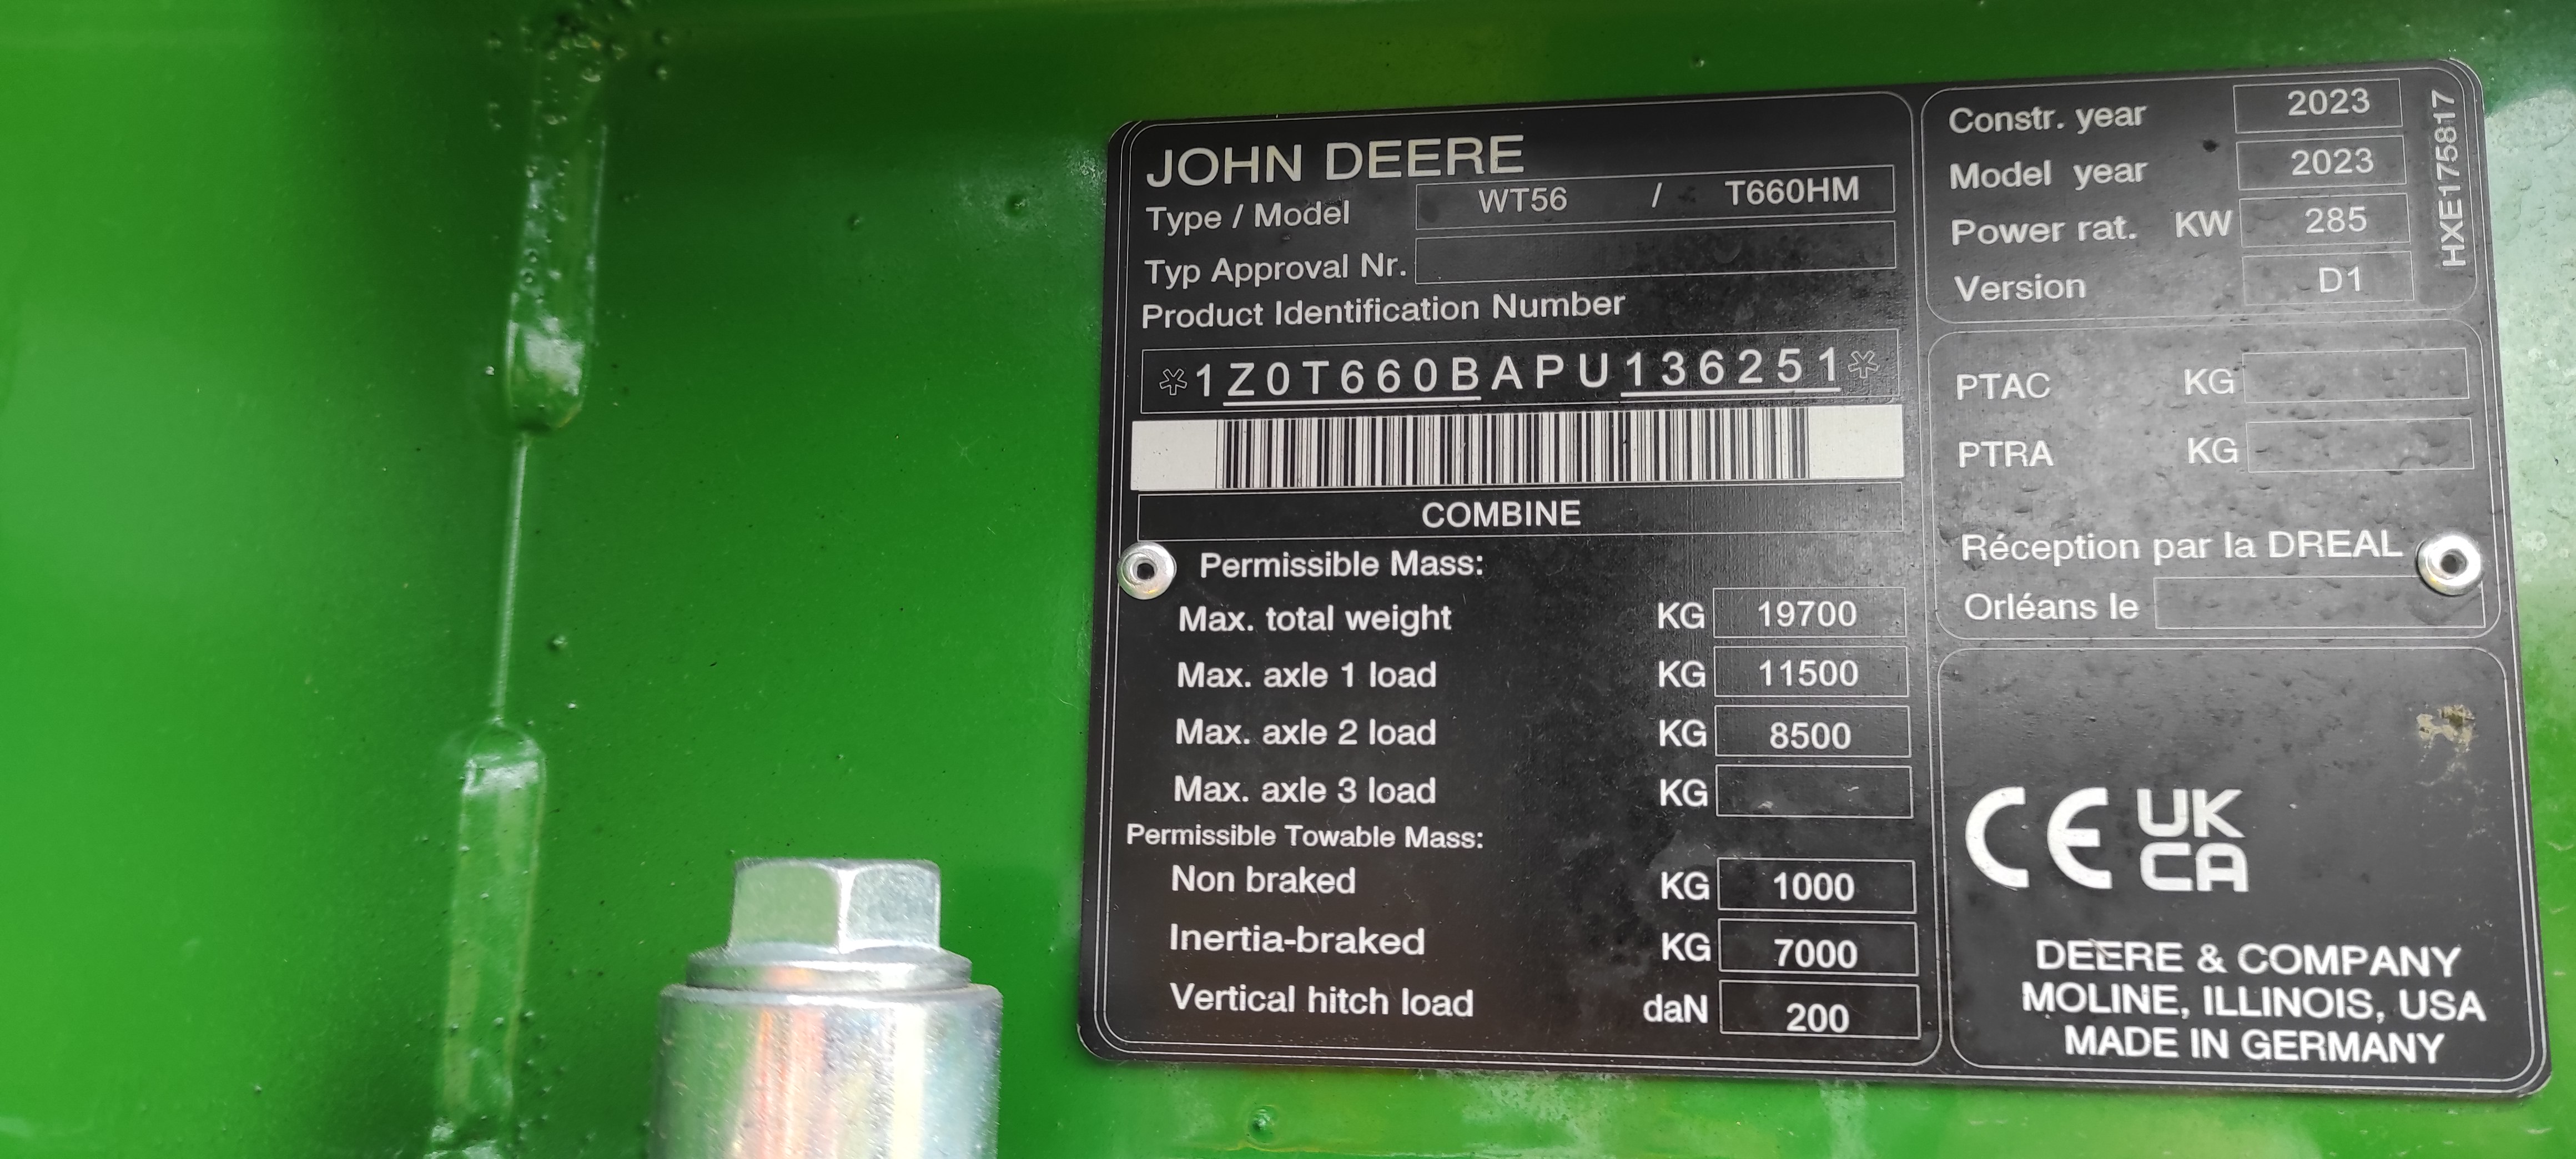 JOHN DEERE
Type / Model WT56 / T660HM
Typ Approval Nr.
Product Identification Number
*1Z0T660BAPU136251*
COMBINE
Permissible Mass:
Max. total weight KG 19700
Max. axle 1 load KG 11500
Max. axle 2 load KG 8500
Max. axle 3 load KG
Permissible Towable Mass:
Non braked KG 1000
Inertia-braked KG 7000
Vertical hitch load daN 200
Constr. year 2023
Model year 2023
Power rat. KW 285
Version D1
HXE175817
PTAC KG
PTRA KG
Réception par la DREAL
Orléans le
CE UK
CA
DEERE & COMPANY
MOLINE, ILLINOIS, USA
MADE IN GERMANY